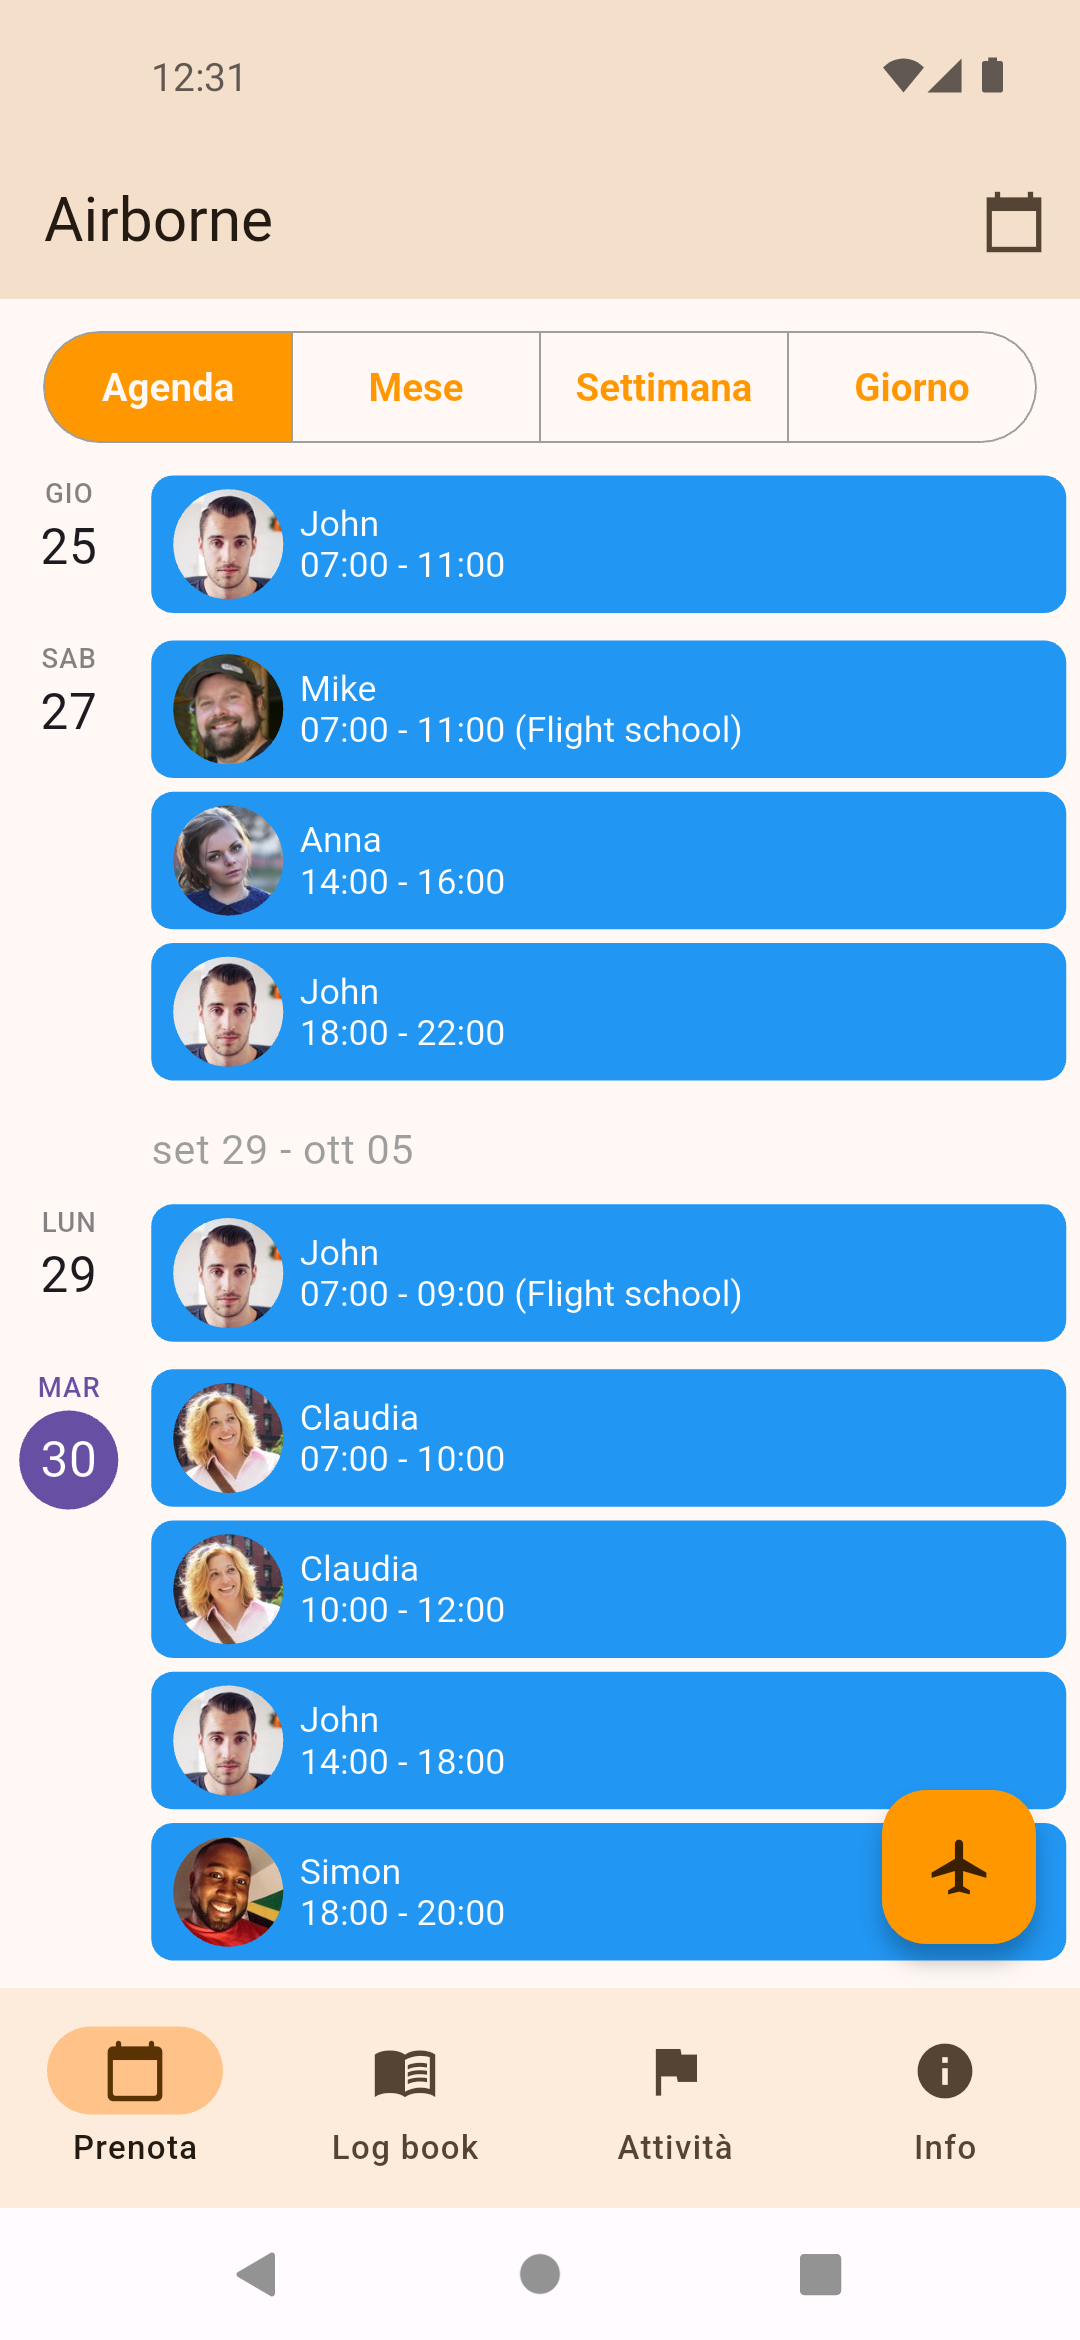 12:31
Airborne
Agenda
Mese
Settimana
Giorno
GIO
25
John
07:00 - 11:00
SAB
27
Mike
07:00 - 11:00 (Flight school)
Anna
14:00 - 16:00
John
18:00 - 22:00
set 29 - ott 05
LUN
29
John
07:00 - 09:00 (Flight school)
MAR
30
Claudia
07:00 - 10:00
Claudia
10:00 - 12:00
John
14:00 - 18:00
Simon
18:00 - 20:00
Prenota
Log book
Attività
Info